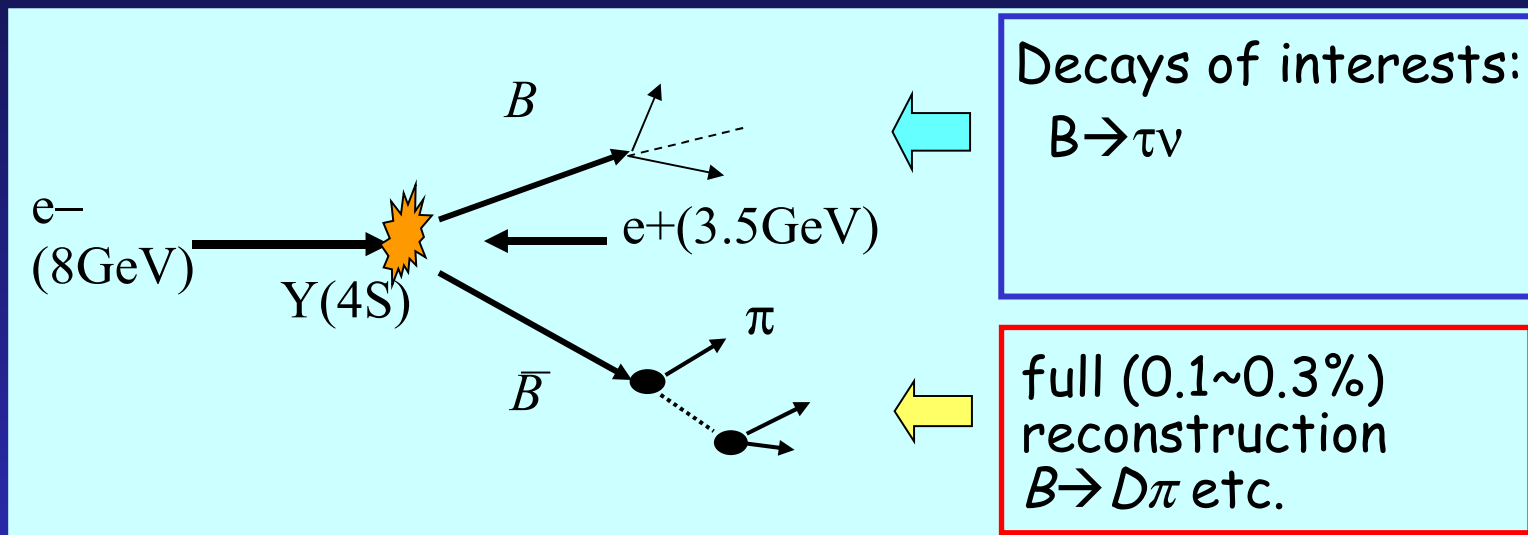 Decays of interests:
B→τν
B
e–
(8GeV)
e+(3.5GeV)
Υ(4S)
π
B̅
full (0.1~0.3%)
reconstruction
B→Dπ etc.